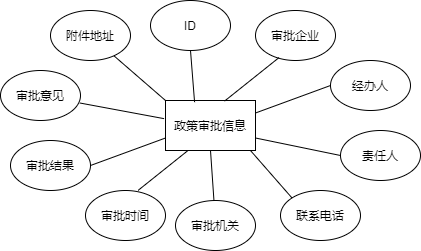 ID
附件地址
审批企业
审批意见
经办人
政策审批信息
审批结果
责任人
审批时间
审批机关
联系电话